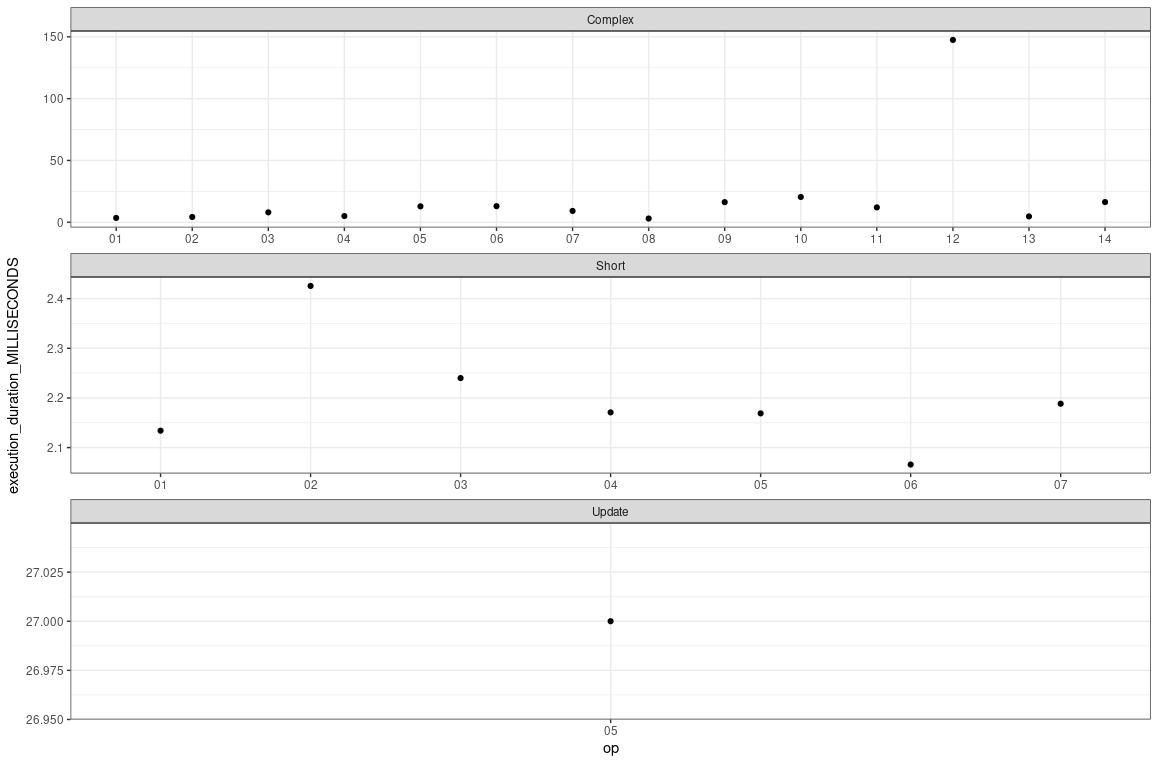 Complex
150
100
50
0
01 02 03 04 05 06 07 08 09 10 11 12 13 14
Short
2.4
2.3
2.2
2.1
01 02 03 04 05 06 07
Update
27.025
27.000
26.975
26.950
05
op
execution_duration_MILLISECONDS